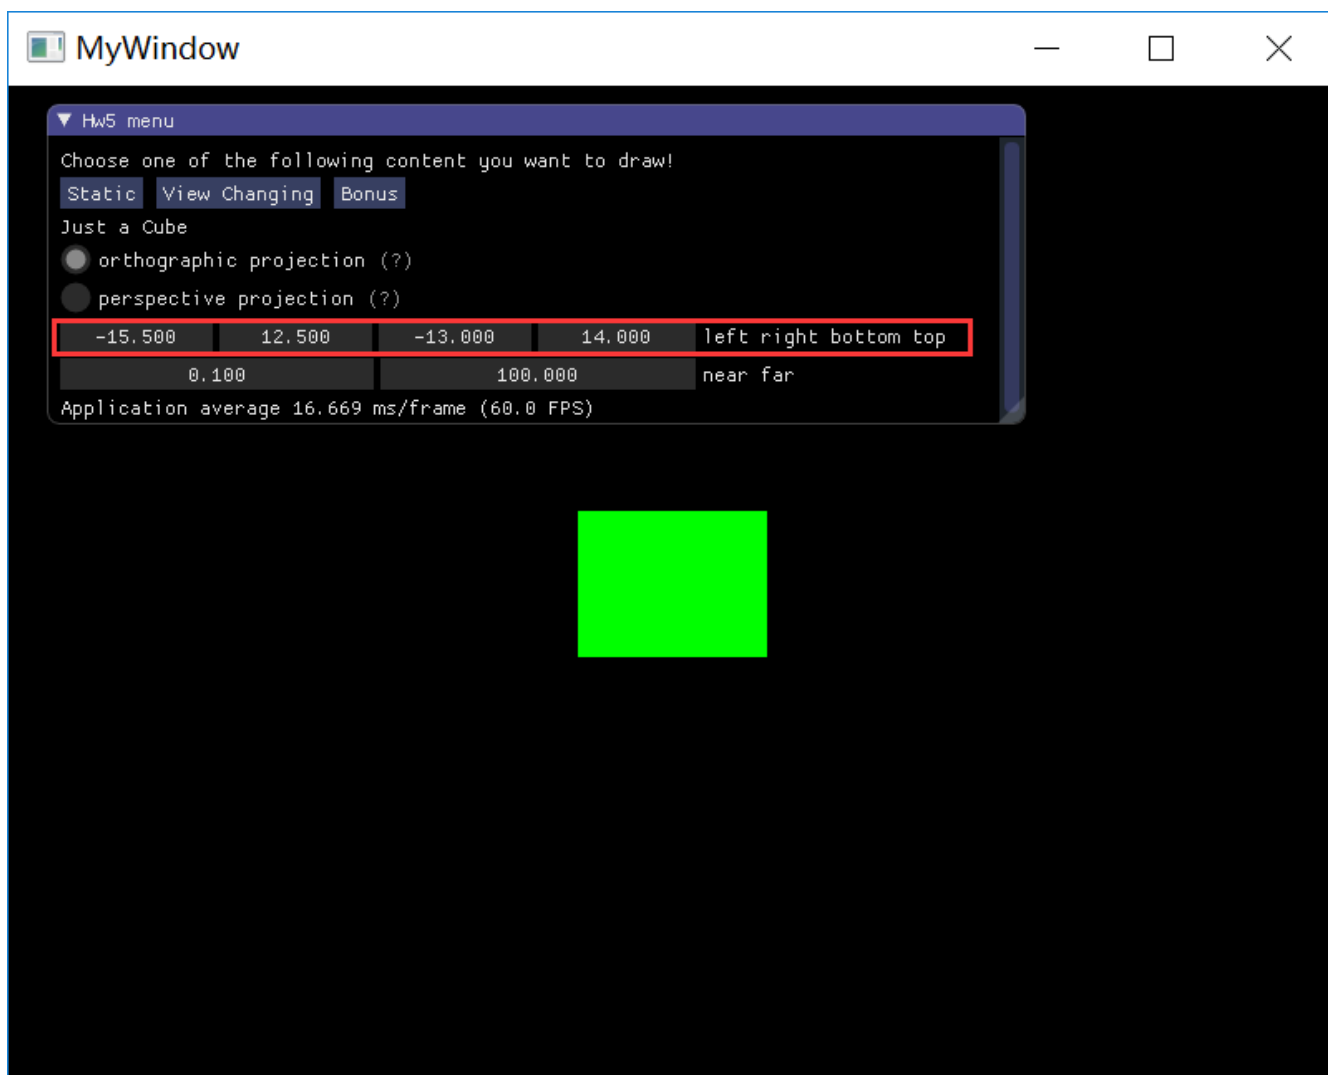 MyWindow
Hw5 menu
Choose one of the following content you want to draw!
Static View Changing Bonus
Just a Cube
orthographic projection (?)
perspective projection (?)
-15.500 12.500 -13.000 14.000 left right bottom top
0.100 100.000 near far
Application average 16.669 ms/frame (60.0 FPS)